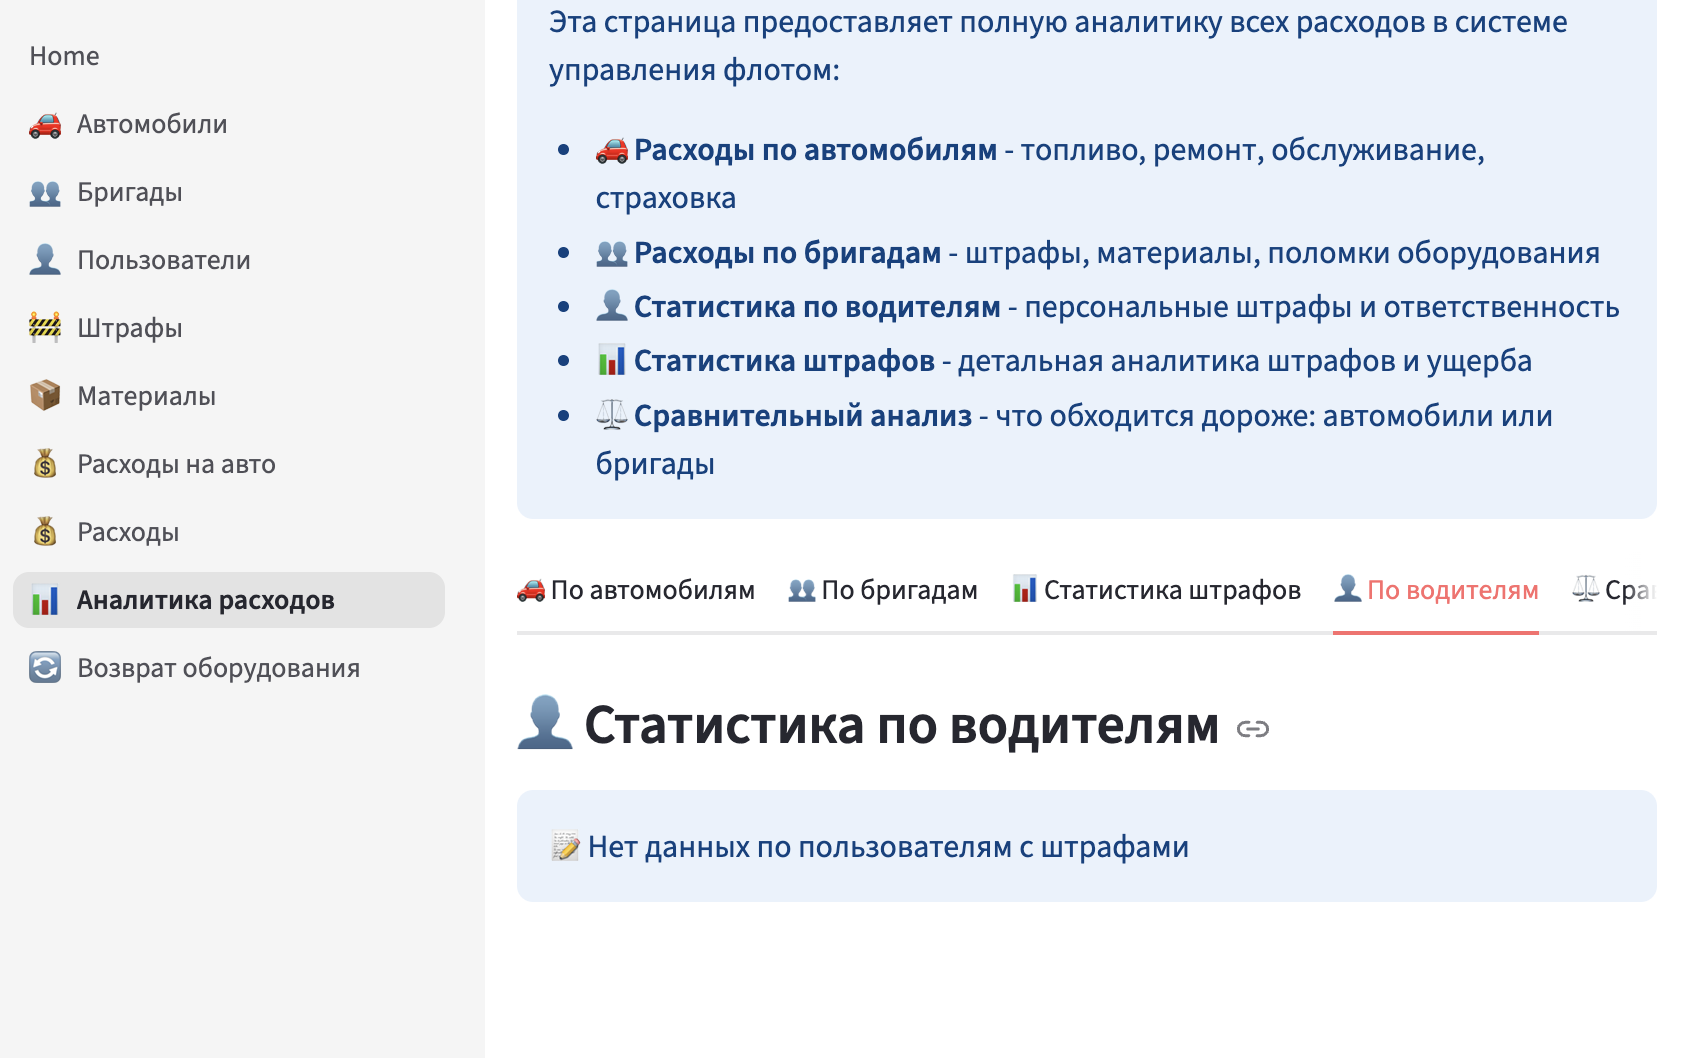 Home
Автомобили
Бригады
Пользователи
Штрафы
Материалы
Расходы на авто
Расходы
Аналитика расходов
Возврат оборудования
Эта страница предоставляет полную аналитику всех расходов в системе
управления флотом:
Расходы по автомобилям - топливо, ремонт, обслуживание,
страховка
Расходы по бригадам - штрафы, материалы, поломки оборудования
Статистика по водителям - персональные штрафы и ответственность
Статистика штрафов - детальная аналитика штрафов и ущерба
Сравнительный анализ - что обходится дороже: автомобили или
бригады
По автомобилям По бригадам Статистика штрафов По водителям
Статистика по водителям
Нет данных по пользователям с штрафами